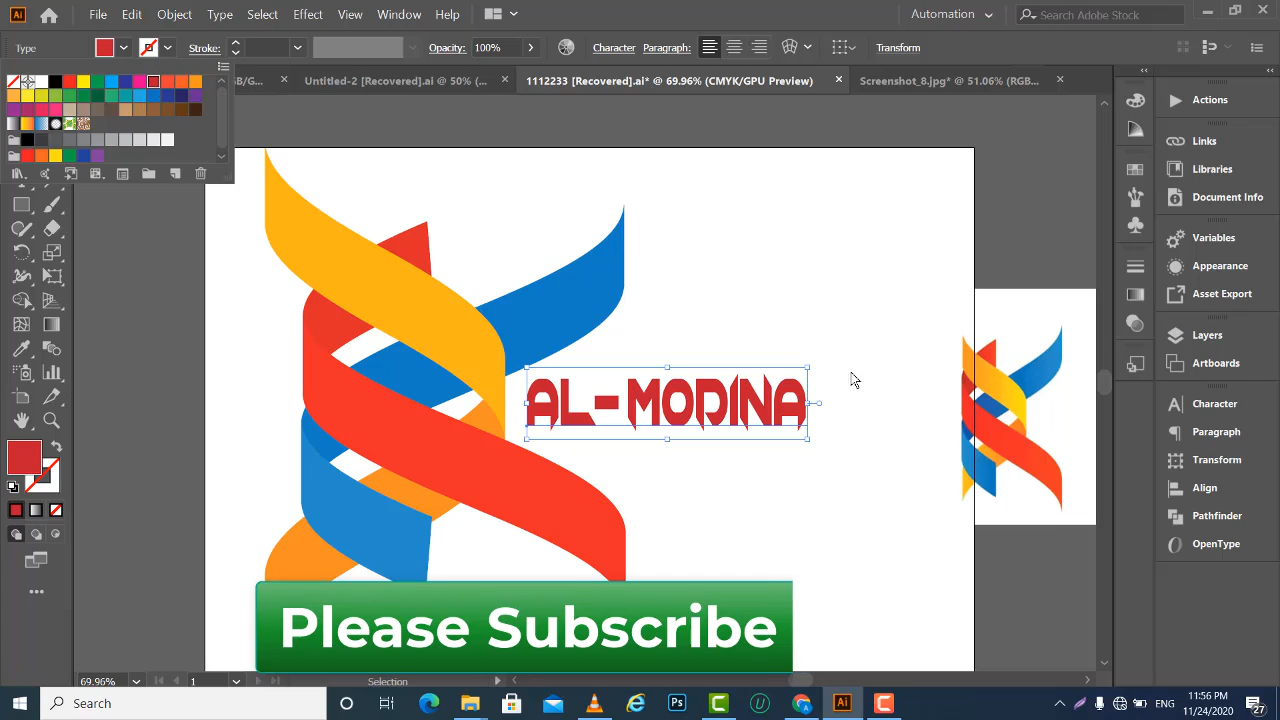 Ai File Edit Object Type Select Effect View Window Help Automation Search Adobe Stock
Type Stroke: Opacity: 100% Character Paragraph: Transform
B/G... × Untitled-2 [Recovered].ai @ 50% (... × 1112233 [Recovered].ai* @ 69.96% (CMYK/GPU Preview) × Screenshot_8.jpg* @ 51.06% (RGB... ×
Actions
Links
Libraries
Document Info
Variables
Appearance
Asset Export
Layers
Artboards
Character
Paragraph
Transform
Align
Pathfinder
OpenType
AL-MODINA
Please Subscribe
69.96% 1 Selection
Search
Ps
Ai
ENG
11:56 PM
11/24/2020